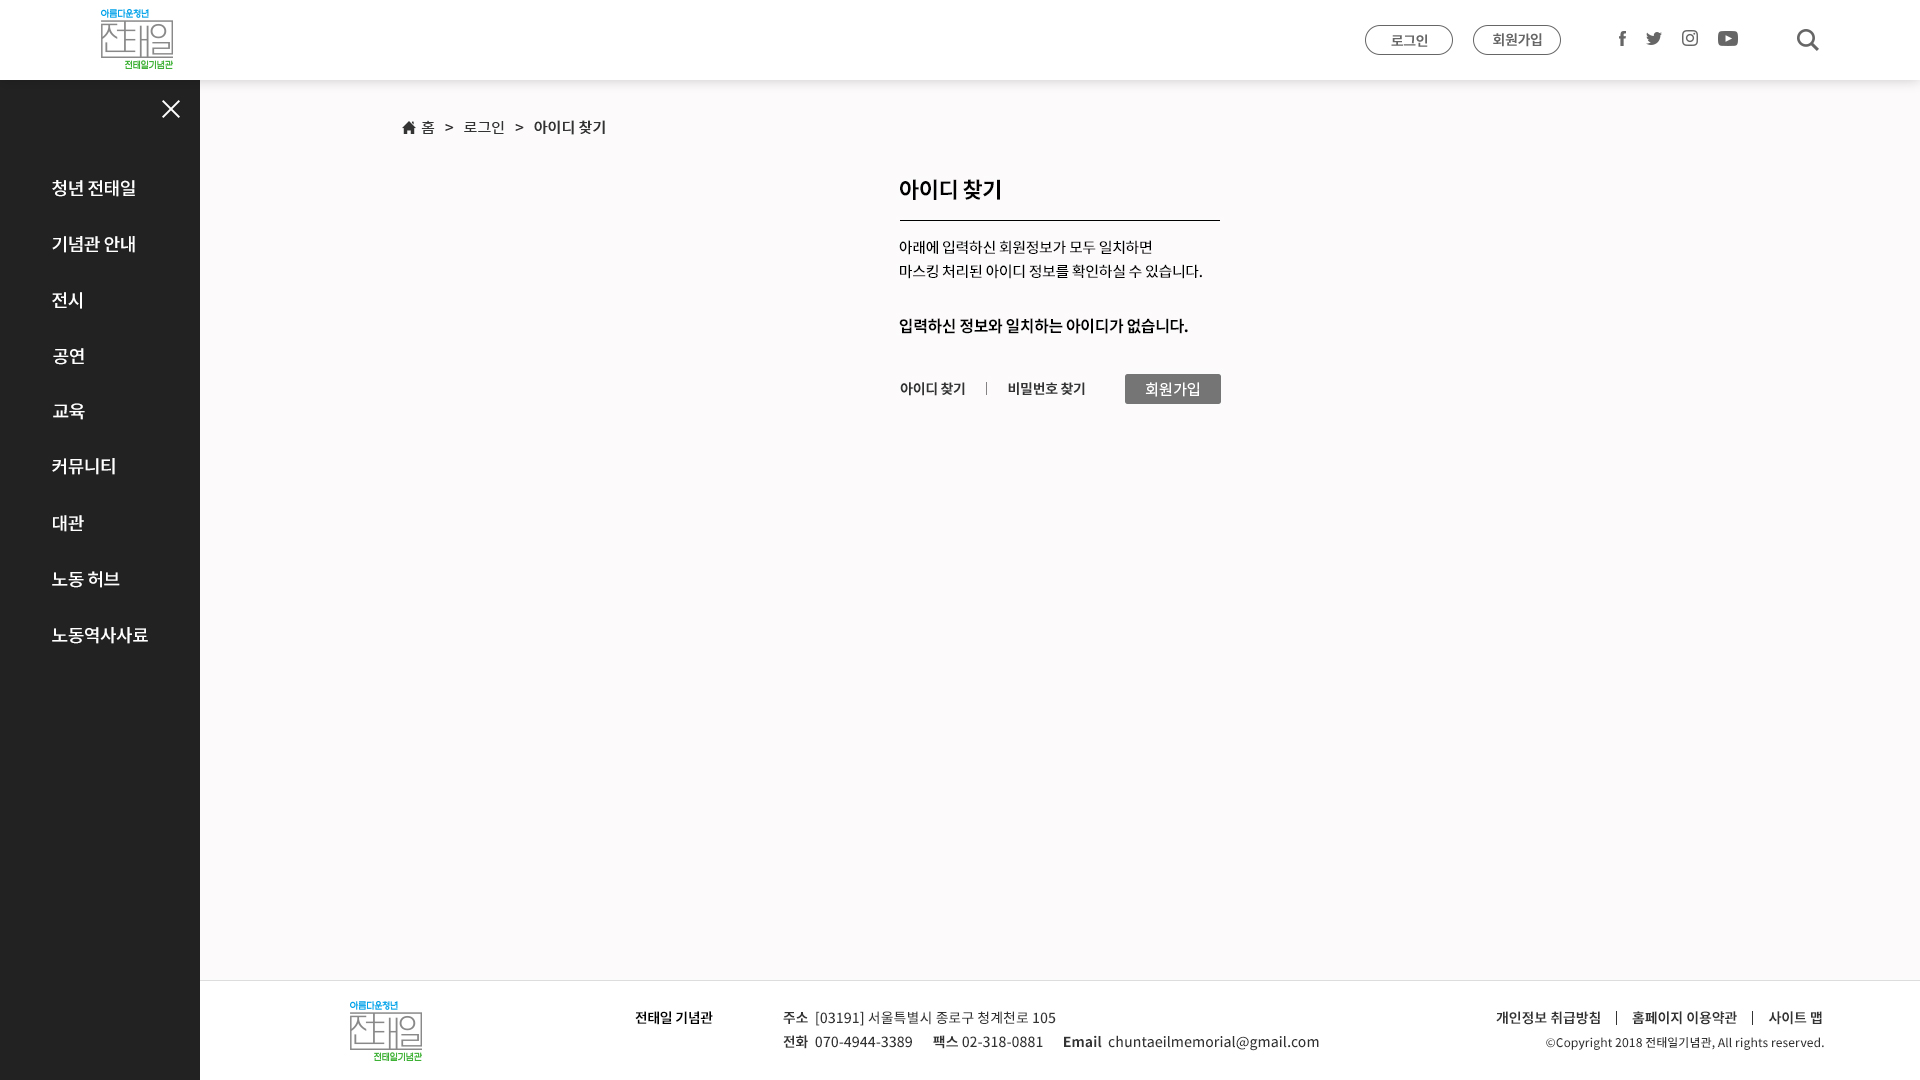 아름다운청년
전태일
전태일기념관
로그인
회원가입
홈 > 로그인 > 아이디 찾기
청년 전태일
기념관 안내
전시
공연
교육
커뮤니티
대관
노동 허브
노동역사사료
아이디 찾기
아래에 입력하신 회원정보가 모두 일치하면
마스킹 처리된 아이디 정보를 확인하실 수 있습니다.
입력하신 정보와 일치하는 아이디가 없습니다.
아이디 찾기 | 비밀번호 찾기 회원가입
아름다운청년
전태일
전태일기념관
전태일 기념관
주소 [03191] 서울특별시 종로구 청계천로 105
전화 070-4944-3389 팩스 02-318-0881 Email chuntaeilmemorial@gmail.com
개인정보 취급방침 | 홈페이지 이용약관 | 사이트 맵
©Copyright 2018 전태일기념관, All rights reserved.